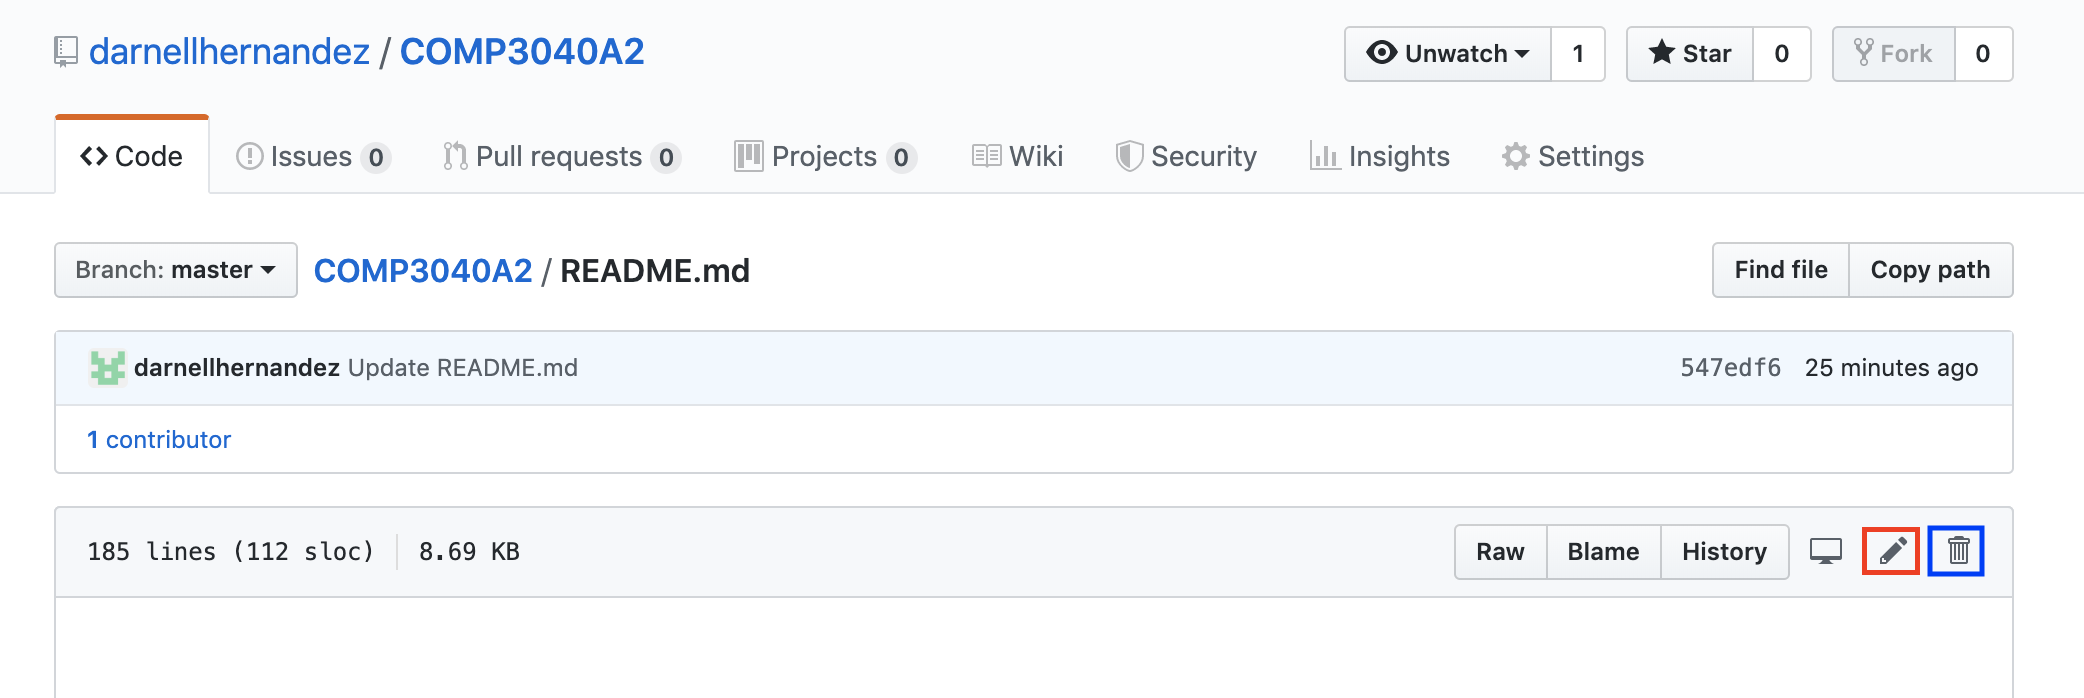 darnellhernandez / COMP3040A2 Unwatch 1 Star 0 Fork 0
Code Issues 0 Pull requests 0 Projects 0 Wiki Security Insights Settings
Branch: master COMP3040A2 / README.md Find file Copy path
darnellhernandez Update README.md 547edf6 25 minutes ago
1 contributor
185 lines (112 sloc) 8.69 KB Raw Blame History